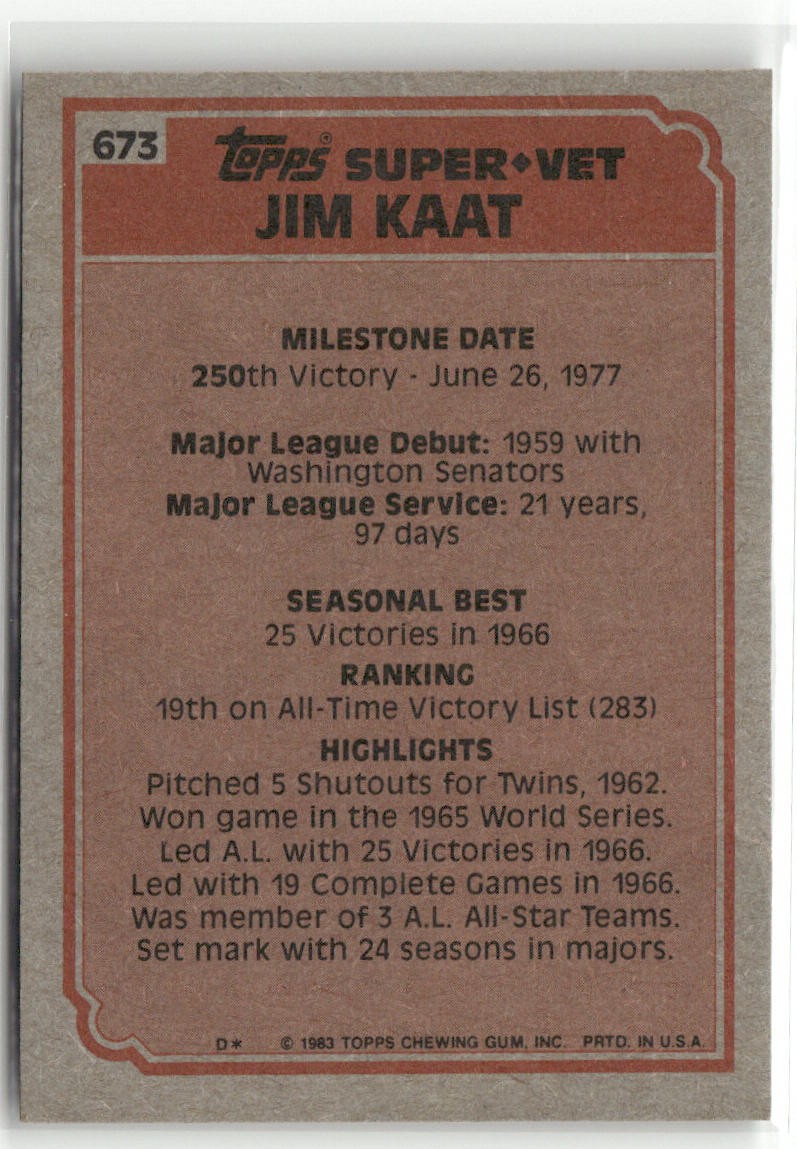 673
Topps® SUPER◆VET
JIM KAAT
MILESTONE DATE
250th Victory - June 26, 1977
Major League Debut: 1959 with
Washington Senators
Major League Service: 21 years,
97 days
SEASONAL BEST
25 Victories in 1966
RANKING
19th on All-Time Victory List (283)
HIGHLIGHTS
Pitched 5 Shutouts for Twins, 1962.
Won game in the 1965 World Series.
Led A.L. with 25 Victories in 1966.
Led with 19 Complete Games in 1966.
Was member of 3 A.L. All-Star Teams.
Set mark with 24 seasons in majors.
D* © 1983 TOPPS CHEWING GUM, INC. PRTD. IN U.S.A.